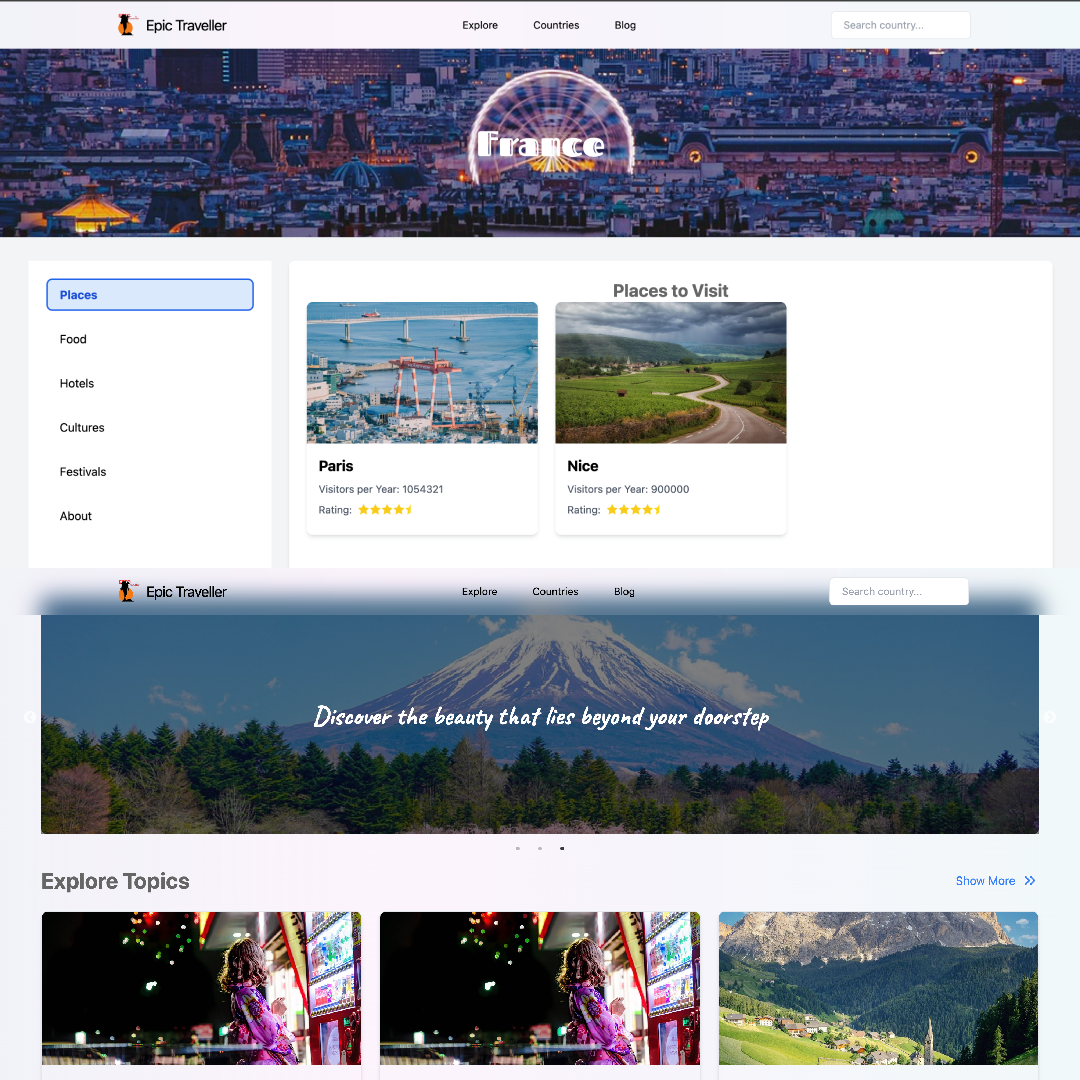 Epic Traveller
Explore Countries Blog
Search country...
France
Places
Food
Hotels
Cultures
Festivals
About
Places to Visit
Paris
Visitors per Year: 1054321
Rating:
Nice
Visitors per Year: 900000
Rating:
Epic Traveller
Explore Countries Blog
Search country...
Discover the beauty that lies beyond your doorstep
Explore Topics
Show More